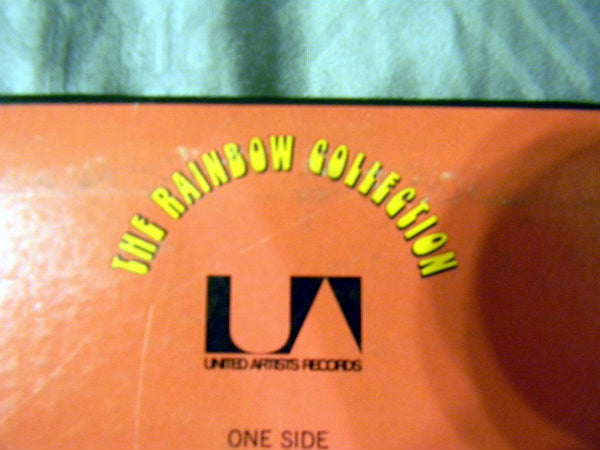 THE RAINBOW COLLECTION
UA
UNITED ARTISTS RECORDS
ONE SIDE